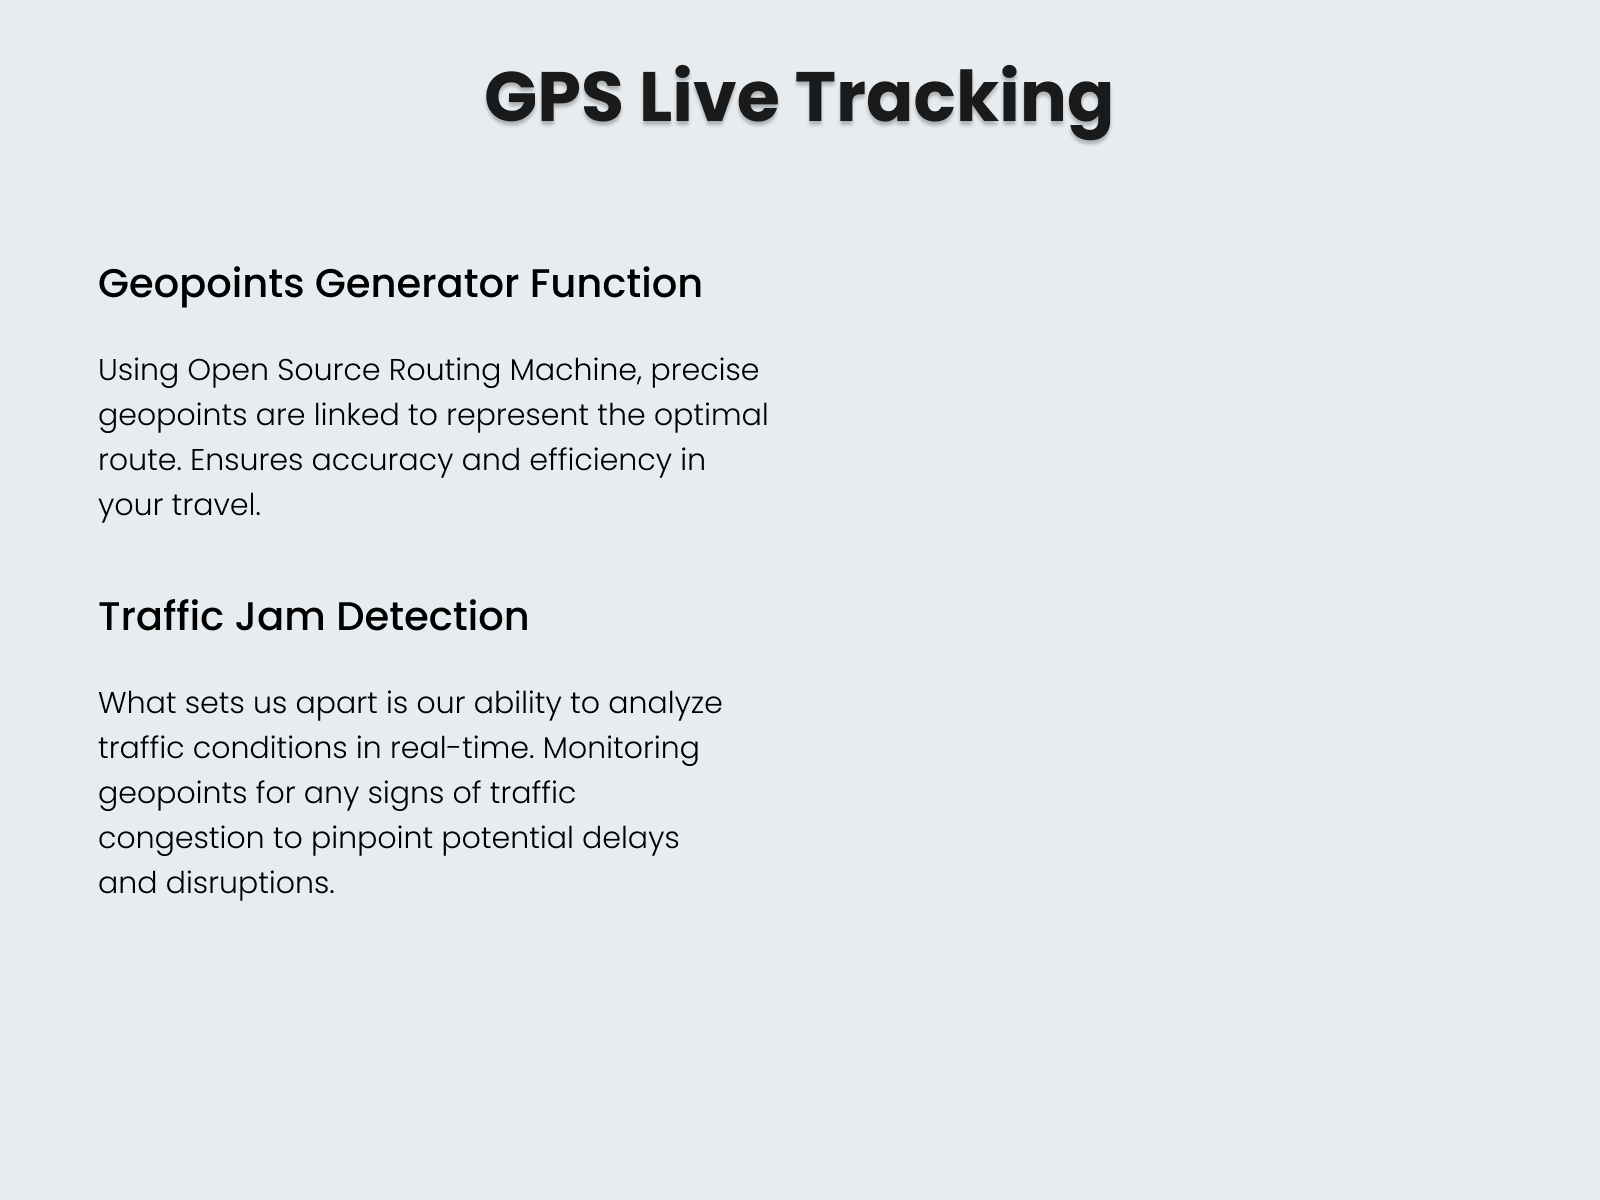 GPS Live Tracking
Geopoints Generator Function
Using Open Source Routing Machine, precise
geopoints are linked to represent the optimal
route. Ensures accuracy and efficiency in
your travel.
Traffic Jam Detection
What sets us apart is our ability to analyze
traffic conditions in real-time. Monitoring
geopoints for any signs of traffic
congestion to pinpoint potential delays
and disruptions.